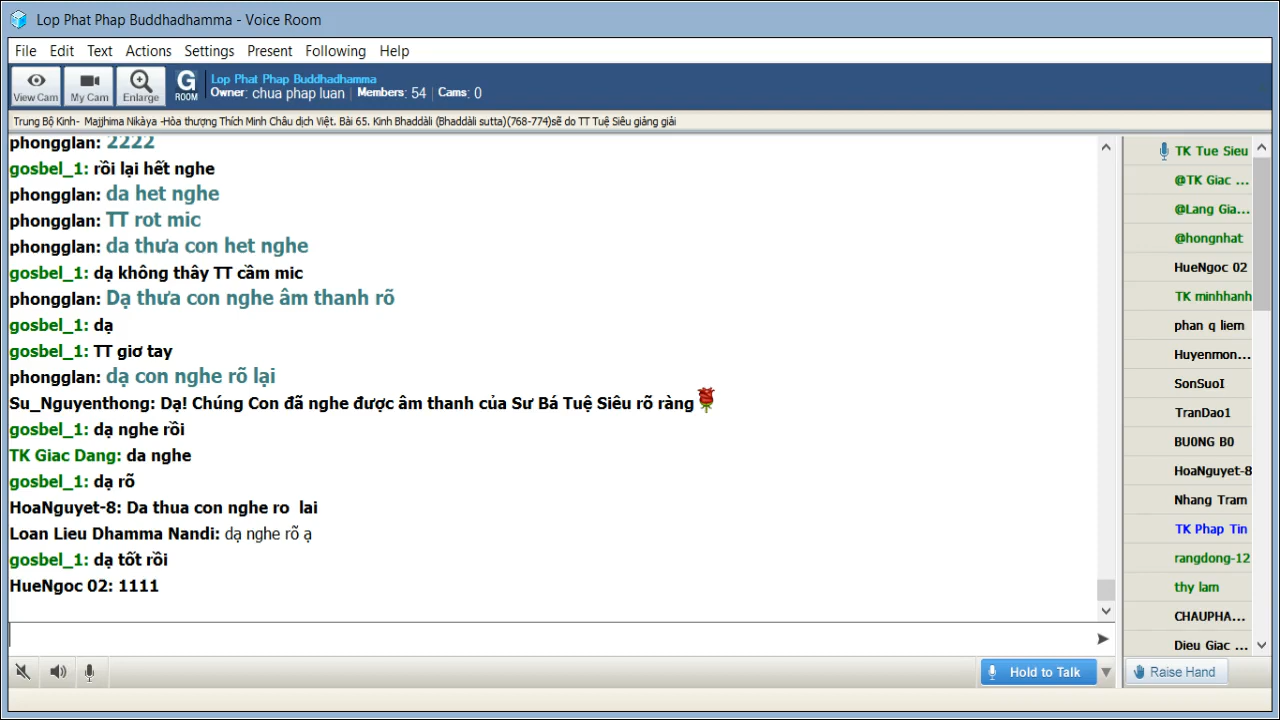 Lop Phat Phap Buddhadhamma - Voice Room
File Edit Text Actions Settings Present Following Help
View Cam My Cam Enlarge G ROOM
Lop Phat Phap Buddhadhamma
Owner: chua phap luan Members: 54 Cams: 0
Trung Bộ Kinh- Majjhima Nikàya -Hòa thượng Thích Minh Châu dịch Việt. Bài 65. Kinh Bhaddàli (Bhaddàli sutta)(768-774)sẽ do TT Tuệ Siêu giảng giải
phongglan: 2222
gosbel_1: rồi lại hết nghe
phongglan: da het nghe
phongglan: TT rot mic
phongglan: da thưa con het nghe
gosbel_1: dạ không thây TT cầm mic
phongglan: Dạ thưa con nghe âm thanh rõ
gosbel_1: dạ
gosbel_1: TT giơ tay
phongglan: dạ con nghe rõ lại
Su_Nguyenthong: Dạ! Chúng Con đã nghe được âm thanh của Sư Bá Tuệ Siêu rõ ràng
gosbel_1: dạ nghe rồi
TK Giac Dang: da nghe
gosbel_1: dạ rõ
HoaNguyet-8: Da thua con nghe ro lai
Loan Lieu Dhamma Nandi: dạ nghe rõ ạ
gosbel_1: dạ tốt rồi
HueNgoc 02: 1111
TK Tue Sieu
@TK Giac ...
@Lang Gia...
@hongnhat
HueNgoc 02
TK minhhanh
phan q liem
Huyenmon...
SonSuoI
TranDao1
BU0NG B0
HoaNguyet-8
Nhang Tram
TK Phap Tin
rangdong-12
thy lam
CHAUPHA...
Dieu Giac ...
Hold to Talk
Raise Hand